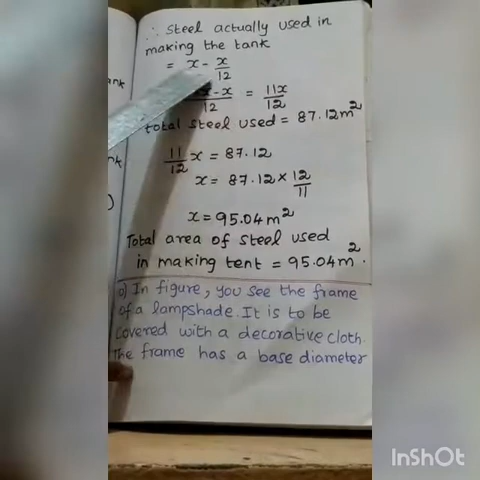 ∴ Steel actually used in
making the tank
= x - x/12
x - x/12 = 11x/12
total steel used = 87.12m²
11/12 x = 87.12
x = 87.12 × 12/11
x = 95.04 m²
Total area of steel used
in making tent = 95.04m².
In figure, you see the frame
of a lampshade. It is to be
covered with a decorative cloth
The frame has a base diameter
InShOt